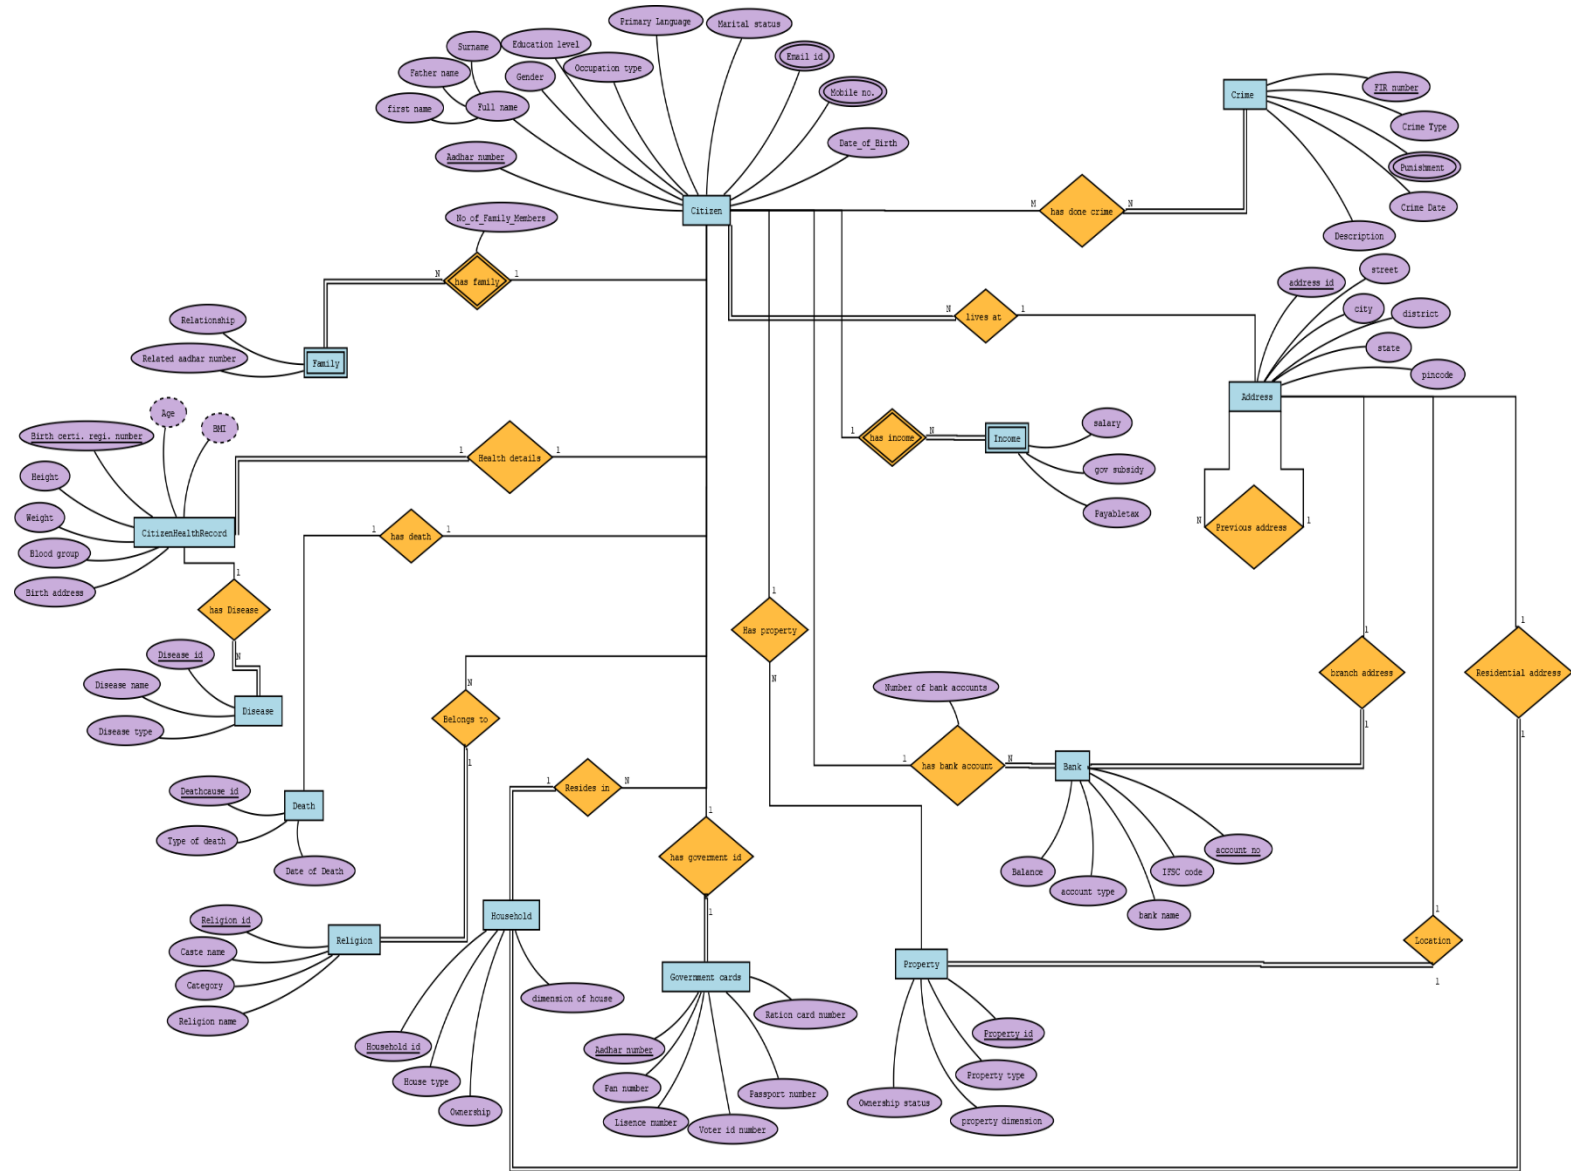 Primary Language
Marital status
Surname
Education level
Email id
Father name
Gender
Occupation type
first name
Full name
Mobile no.
Aadhar number
Date_of_Birth
Citizen
Crime
FIR number
Crime Type
Punishment
Crime Date
Description
M
has done crime
N
No_of_Family_Members
N
has family
1
Relationship
Related aadhar number
Family
N
lives at
1
address id
street
city
district
state
pincode
Address
Age
BMI
Birth certi. regi. number
Height
Weight
Blood group
Birth address
CitizenHealthRecord
1
Health details
1
1
has income
N
Income
salary
gov subsidy
Payabletax
N
Previous address
1
1
has death
1
1
has Disease
N
Disease id
Disease name
Disease type
Disease
1
Has property
N
N
Belongs to
1
Number of bank accounts
1
has bank account
N
Bank
1
branch address
1
1
Residential address
1
Deathcause id
Death
Type of death
Date of Death
1
Resides in
N
1
has goverment id
1
Balance
account type
bank name
IFSC code
account no
Religion id
Caste name
Category
Religion name
Religion
Household
dimension of house
Household id
House type
Ownership
Government cards
Ration card number
Aadhar number
Pan number
Lisence number
Voter id number
Passport number
Property
1
Location
1
Property id
Property type
Ownership status
property dimension